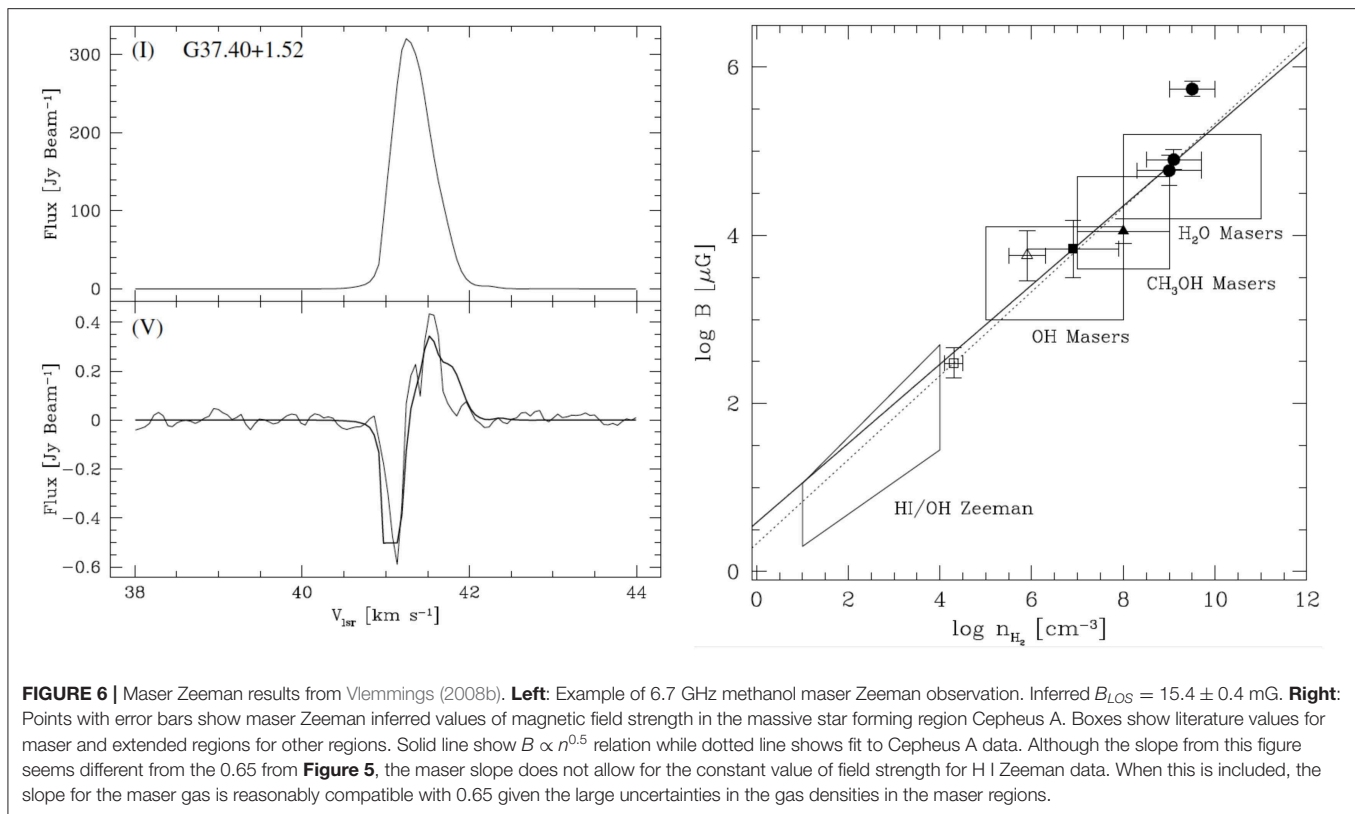 (I) G37.40+1.52
300
200
100
0
Flux [Jy Beam⁻¹]
(V)
0.4
0.2
0
−0.2
−0.4
−0.6
Flux [Jy Beam⁻¹]
38 40 42 44
V_lsr [km s⁻¹]
6
4
2
0
log B [μG]
H₂O Masers
CH₃OH Masers
OH Masers
HI/OH Zeeman
0 2 4 6 8 10 12
log n_H₂ [cm⁻³]
FIGURE 6 | Maser Zeeman results from Vlemmings (2008b). Left: Example of 6.7 GHz methanol maser Zeeman observation. Inferred B_LOS = 15.4 ± 0.4 mG. Right:
Points with error bars show maser Zeeman inferred values of magnetic field strength in the massive star forming region Cepheus A. Boxes show literature values for
maser and extended regions for other regions. Solid line show B ∝ n^0.5 relation while dotted line shows fit to Cepheus A data. Although the slope from this figure
seems different from the 0.65 from Figure 5, the maser slope does not allow for the constant value of field strength for H I Zeeman data. When this is included, the
slope for the maser gas is reasonably compatible with 0.65 given the large uncertainties in the gas densities in the maser regions.